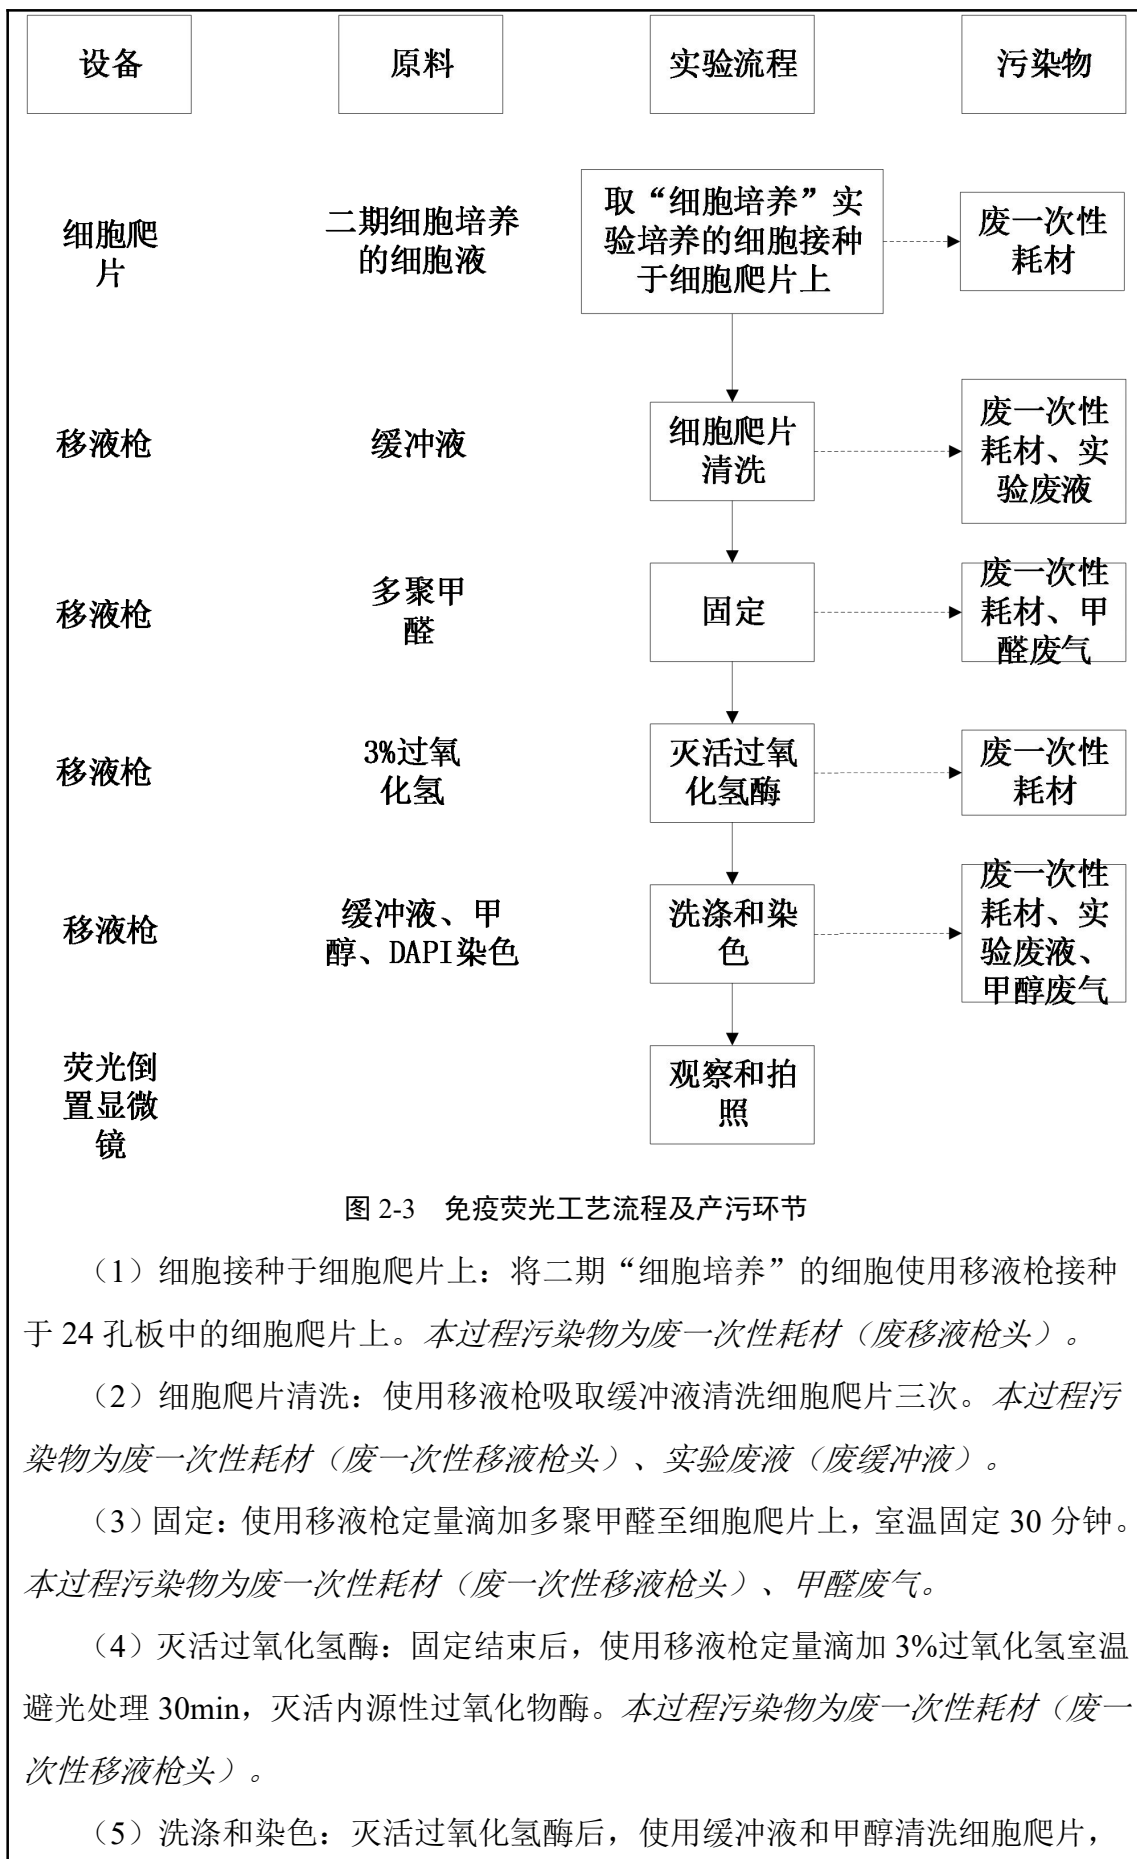 设备 原料 实验流程 污染物
细胞爬
片
二期细胞培养
的细胞液
取“细胞培养”实
验培养的细胞接种
于细胞爬片上
废一次性
耗材
移液枪
缓冲液
细胞爬片
清洗
废一次性
耗材、实
验废液
移液枪
多聚甲
醛
固定
废一次性
耗材、甲
醛废气
移液枪
3%过氧
化氢
灭活过氧
化氢酶
废一次性
耗材
移液枪
缓冲液、甲
醇、DAPI染色
洗涤和染
色
废一次性
耗材、实
验废液、
甲醇废气
荧光倒
置显微
镜
观察和拍
照
图 2-3 免疫荧光工艺流程及产污环节
（1）细胞接种于细胞爬片上：将二期“细胞培养”的细胞使用移液枪接种
于 24 孔板中的细胞爬片上。本过程污染物为废一次性耗材（废移液枪头）。
（2）细胞爬片清洗：使用移液枪吸取缓冲液清洗细胞爬片三次。本过程污
染物为废一次性耗材（废一次性移液枪头）、实验废液（废缓冲液）。
（3）固定：使用移液枪定量滴加多聚甲醛至细胞爬片上，室温固定 30 分钟。
本过程污染物为废一次性耗材（废一次性移液枪头）、甲醛废气。
（4）灭活过氧化氢酶：固定结束后，使用移液枪定量滴加 3%过氧化氢室温
避光处理 30min，灭活内源性过氧化物酶。本过程污染物为废一次性耗材（废一
次性移液枪头）。
（5）洗涤和染色：灭活过氧化氢酶后，使用缓冲液和甲醇清洗细胞爬片，